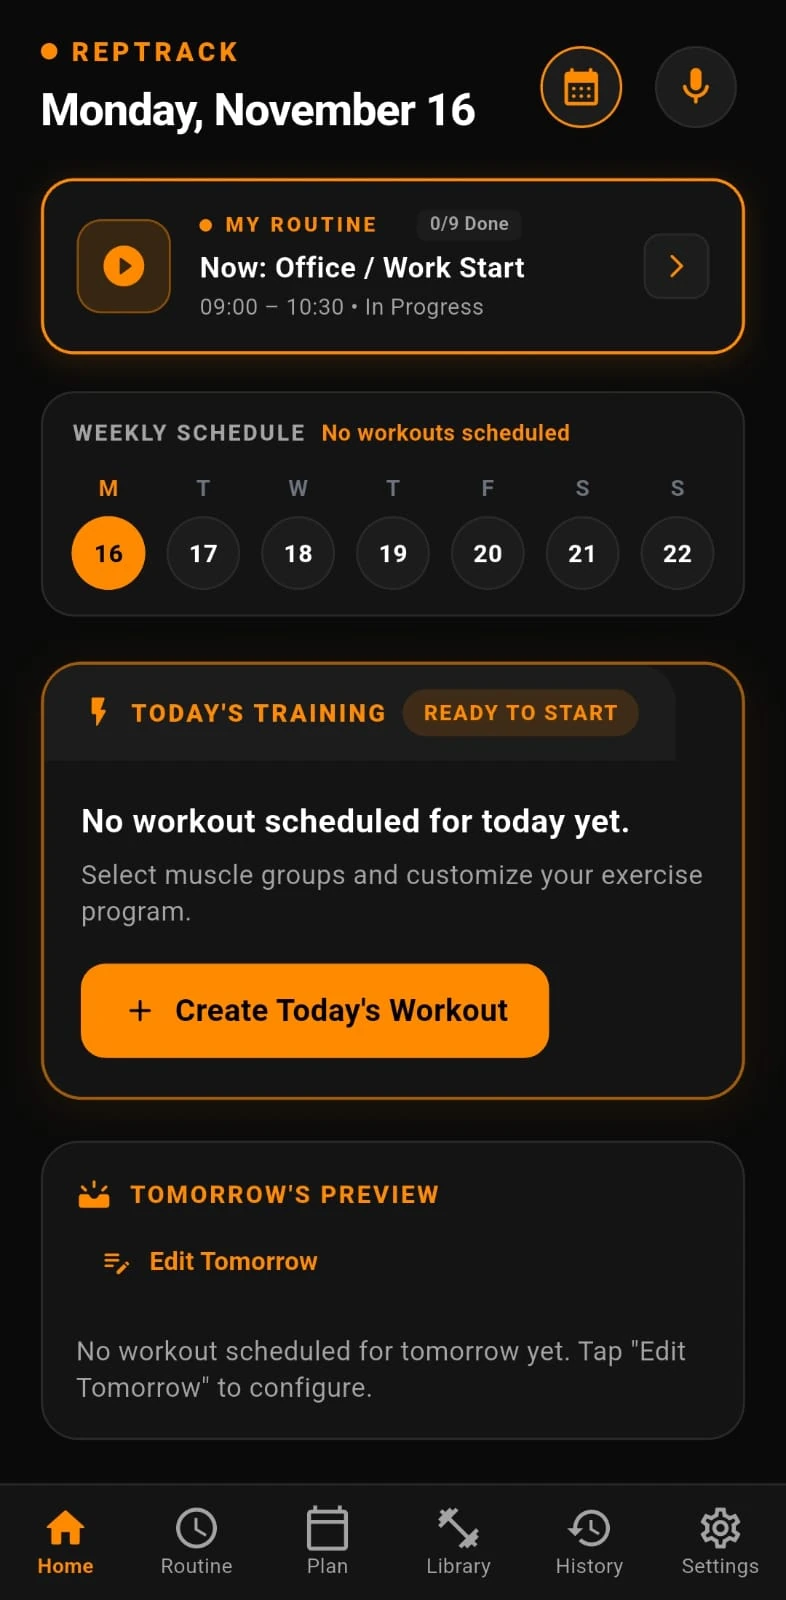 REPTRACK
Monday, November 16
MY ROUTINE 0/9 Done
Now: Office / Work Start
09:00 – 10:30 • In Progress
WEEKLY SCHEDULE No workouts scheduled
M T W T F S S
16 17 18 19 20 21 22
TODAY'S TRAINING READY TO START
No workout scheduled for today yet.
Select muscle groups and customize your exercise
program.
+ Create Today's Workout
TOMORROW'S PREVIEW
Edit Tomorrow
No workout scheduled for tomorrow yet. Tap "Edit
Tomorrow" to configure.
Home Routine Plan Library History Settings